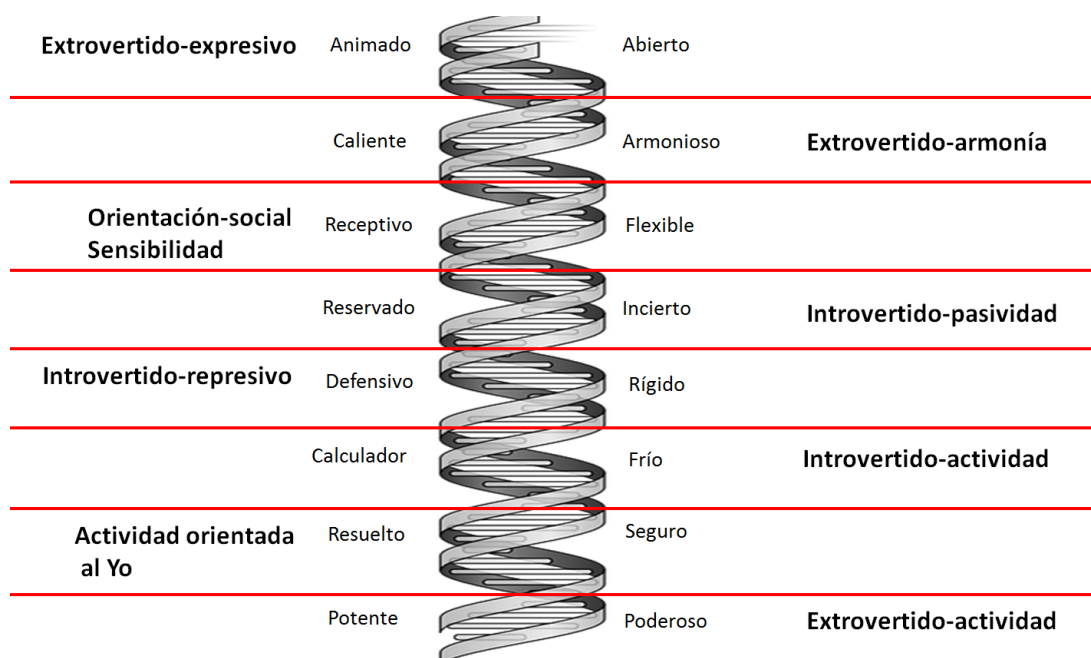 Extrovertido-expresivo Animado Abierto
Caliente Armonioso Extrovertido-armonía
Orientación-social
Sensibilidad
Receptivo Flexible
Reservado Incierto Introvertido-pasividad
Introvertido-represivo Defensivo Rígido
Calculador Frío Introvertido-actividad
Actividad orientada
al Yo
Resuelto Seguro
Potente Poderoso Extrovertido-actividad